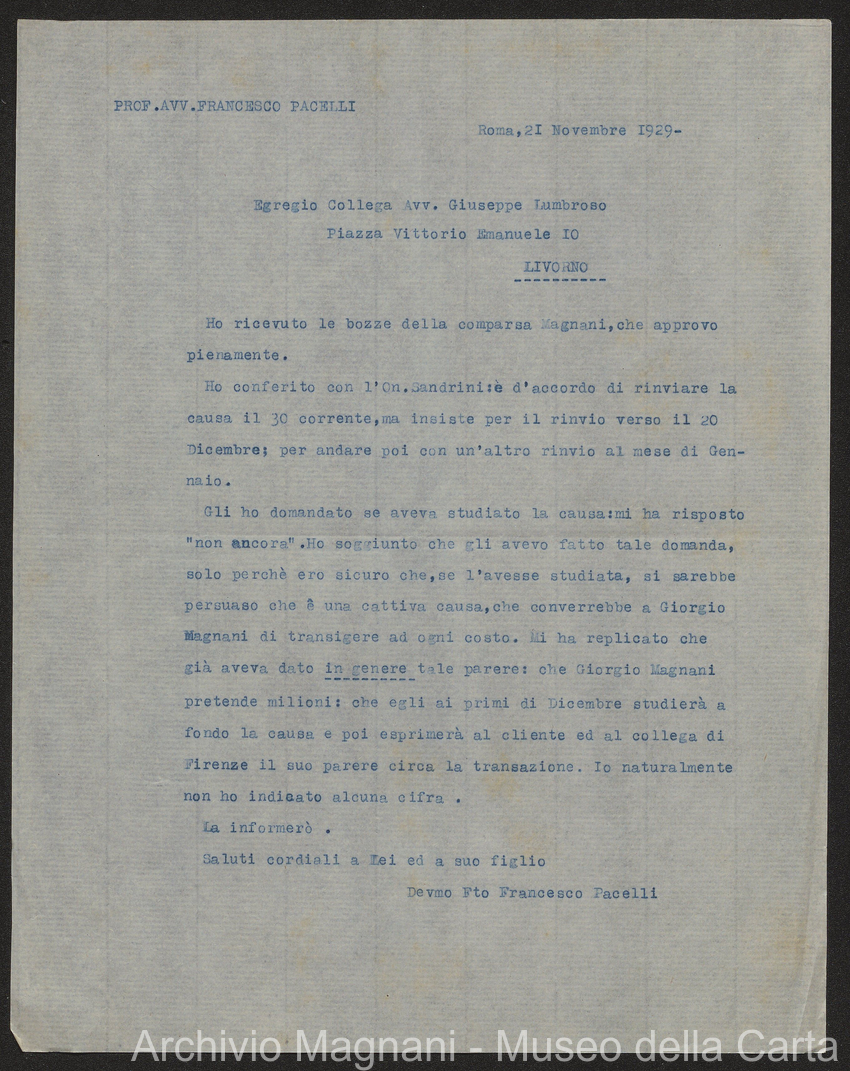 PROF.AVV.FRANCESCO PACELLI
Roma,2I Novembre I929-
Egregio Collega Avv. Giuseppe Lumbroso
Piazza Vittorio Emanuele IO
LIVORNO
Ho ricevuto le bozze della comparsa Magnani,che approvo
pienamente.
Ho conferito con l'On.Sandrini:è d'accordo di rinviare la
causa il 30 corrente,ma insiste per il rinvio verso il 20
Dicembre; per andare poi con un'altro rinvio al mese di Gen-
naio.
Gli ho domandato se aveva studiato la causa:mi ha risposto
"non ancora".Ho soggiunto che gli avevo fatto tale domanda,
solo perchè ero sicuro che,se l'avesse studiata, si sarebbe
persuaso che è una cattiva causa,che converrebbe a Giorgio
Magnani di transigere ad ogni costo. Mi ha replicato che
già aveva dato in genere tale parere: che Giorgio Magnani
pretende milioni: che egli ai primi di Dicembre studierà a
fondo la causa e poi esprimerà al cliente ed al collega di
Firenze il suo parere circa la transazione. Io naturalmente
non ho indicato alcuna cifra .
La informerò .
Saluti cordiali a Lei ed a suo figlio
Devmo Fto Francesco Pacelli
Archivio Magnani - Museo della Carta